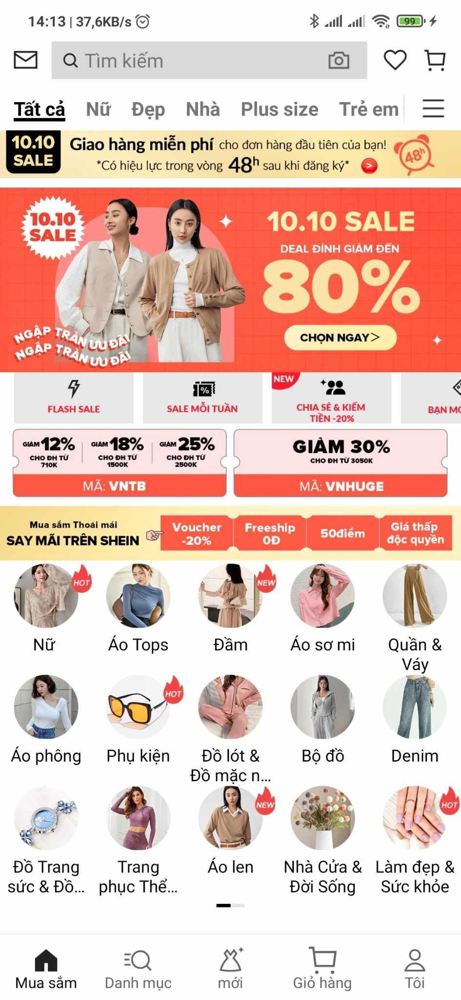 14:13 | 37,6KB/s
99
Tìm kiếm
Tất cả Nữ Đẹp Nhà Plus size Trẻ em
10.10
SALE
Giao hàng miễn phí cho đơn hàng đầu tiên của bạn!
*Có hiệu lực trong vòng 48h sau khi đăng ký*
48h
10.10
SALE
NGẬP TRÀN ƯU ĐÃI
NGẬP TRÀN ƯU ĐÃI
10.10 SALE
DEAL ĐỈNH GIẢM ĐẾN
80%
CHỌN NGAY >
FLASH SALE
SALE MỖI TUẦN
NEW
CHIA SẺ & KIẾM
TIỀN -20%
BẠN
GIẢM 12%
CHO ĐH TỪ
710K
GIẢM 18%
CHO ĐH TỪ
1500K
GIẢM 25%
CHO ĐH TỪ
2500K
MÃ: VNTB
GIẢM 30%
CHO ĐH TỪ 3050K
MÃ: VNHUGE
Mua sắm Thoải mái
SAY MÃI TRÊN SHEIN
Voucher
-20%
Freeship
0Đ
50điểm
Giá thấp
độc quyền
HOT
NEW
Nữ
Áo Tops
Đầm
Áo sơ mi
Quần &
Váy
HOT
Áo phông
Phụ kiện
Đồ lót &
Đồ mặc n...
Bộ đồ
Denim
NEW
HOT
Đồ Trang
sức & Đồ...
Trang
phục Thể...
Áo len
Nhà Cửa &
Đời Sống
Làm đẹp &
Sức khỏe
Mua sắm
Danh mục
mới
Giỏ hàng
Tôi